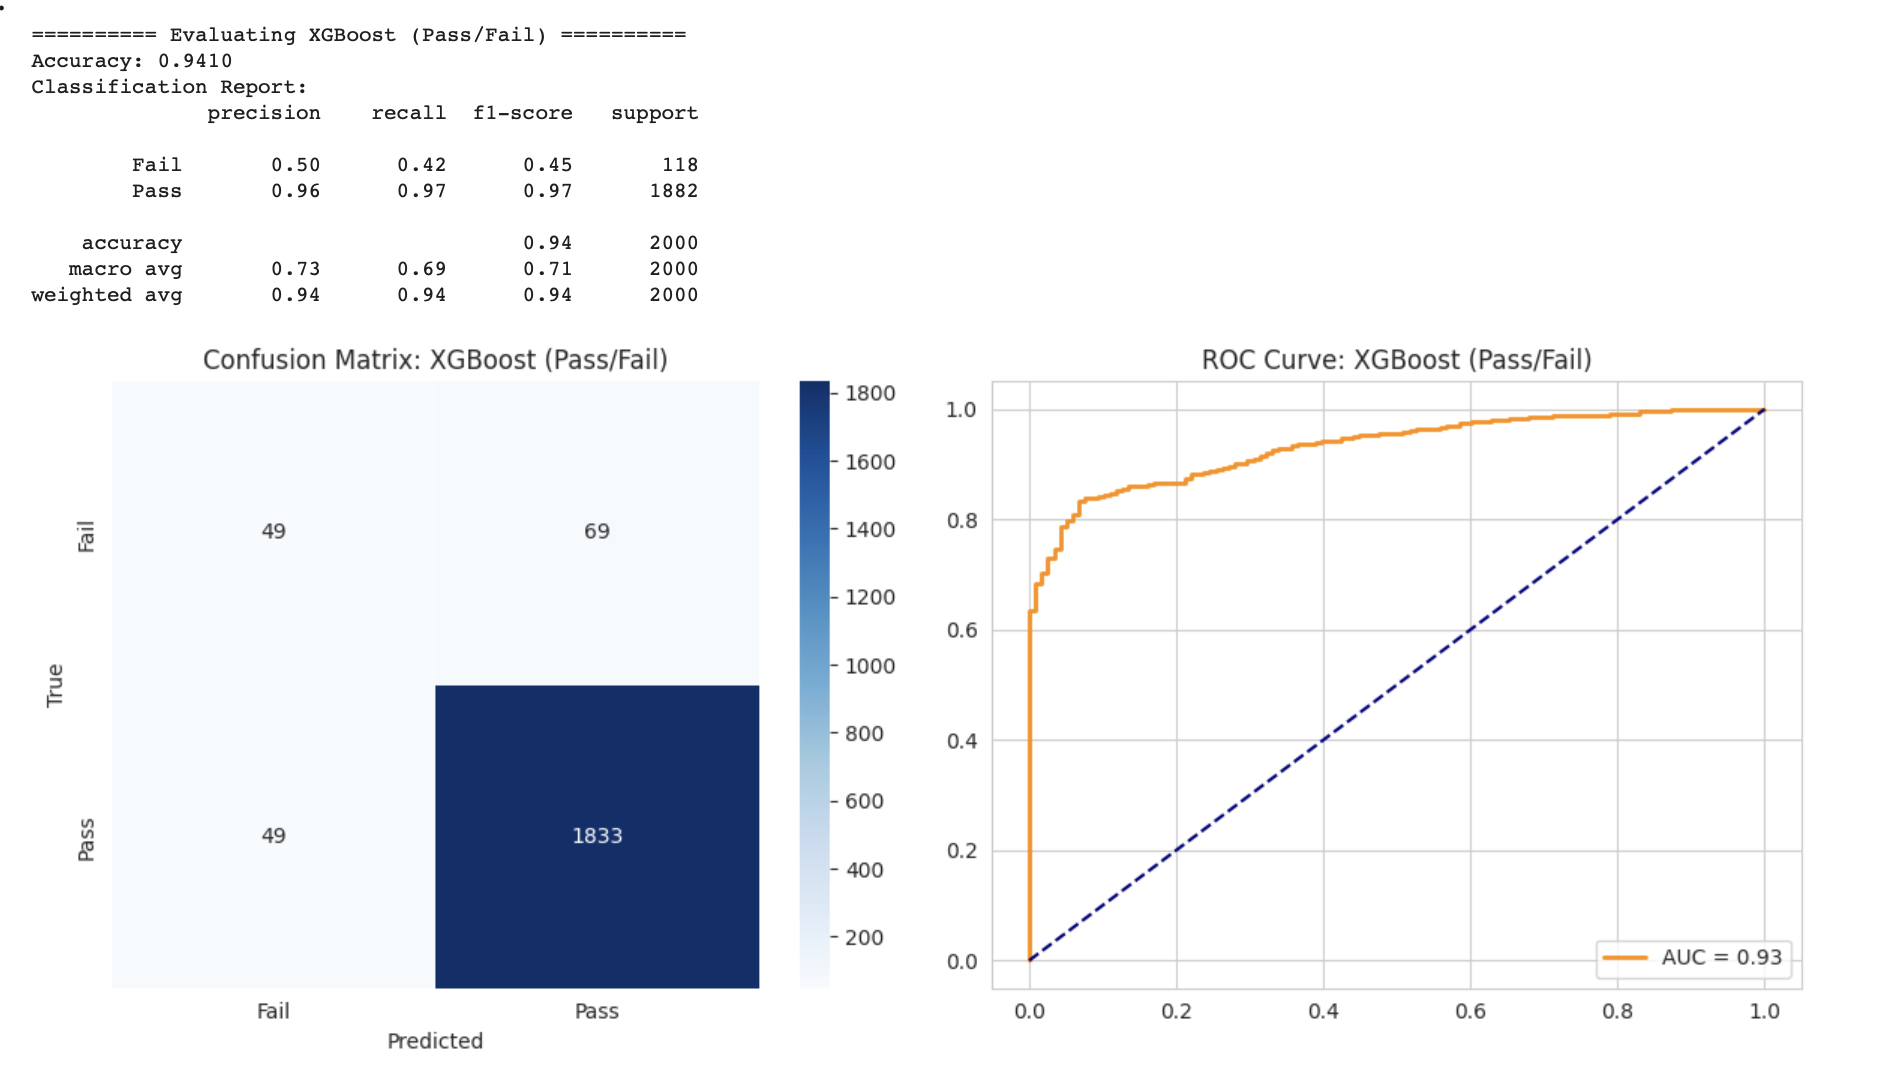 ========== Evaluating XGBoost (Pass/Fail) ==========
Accuracy: 0.9410
Classification Report:
precision recall f1-score support
Fail 0.50 0.42 0.45 118
Pass 0.96 0.97 0.97 1882
accuracy 0.94 2000
macro avg 0.73 0.69 0.71 2000
weighted avg 0.94 0.94 0.94 2000
Confusion Matrix: XGBoost (Pass/Fail)
True
Fail
Pass
49 69
49 1833
Fail Pass
Predicted
1800
1600
1400
1200
1000
800
600
400
200
ROC Curve: XGBoost (Pass/Fail)
1.0
0.8
0.6
0.4
0.2
0.0
AUC = 0.93
0.0 0.2 0.4 0.6 0.8 1.0